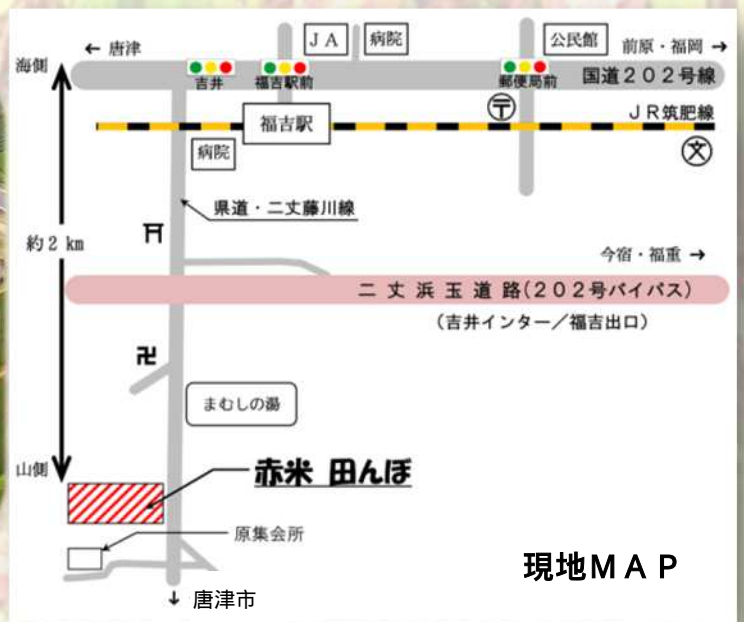 ＪＡ
病院
公民館
前原・福岡 →
← 唐津
海側
吉井
福吉駅前
郵便局前
国道２０２号線
〒
ＪＲ筑肥線
福吉駅
文
病院
県道・二丈藤川線
約２㎞
今宿・福重 →
二丈浜玉道路(２０２号バイパス)
（吉井インター／福吉出口）
卍
まむしの湯
山側
赤米 田んぼ
原集会所
現地ＭＡＰ
↓ 唐津市